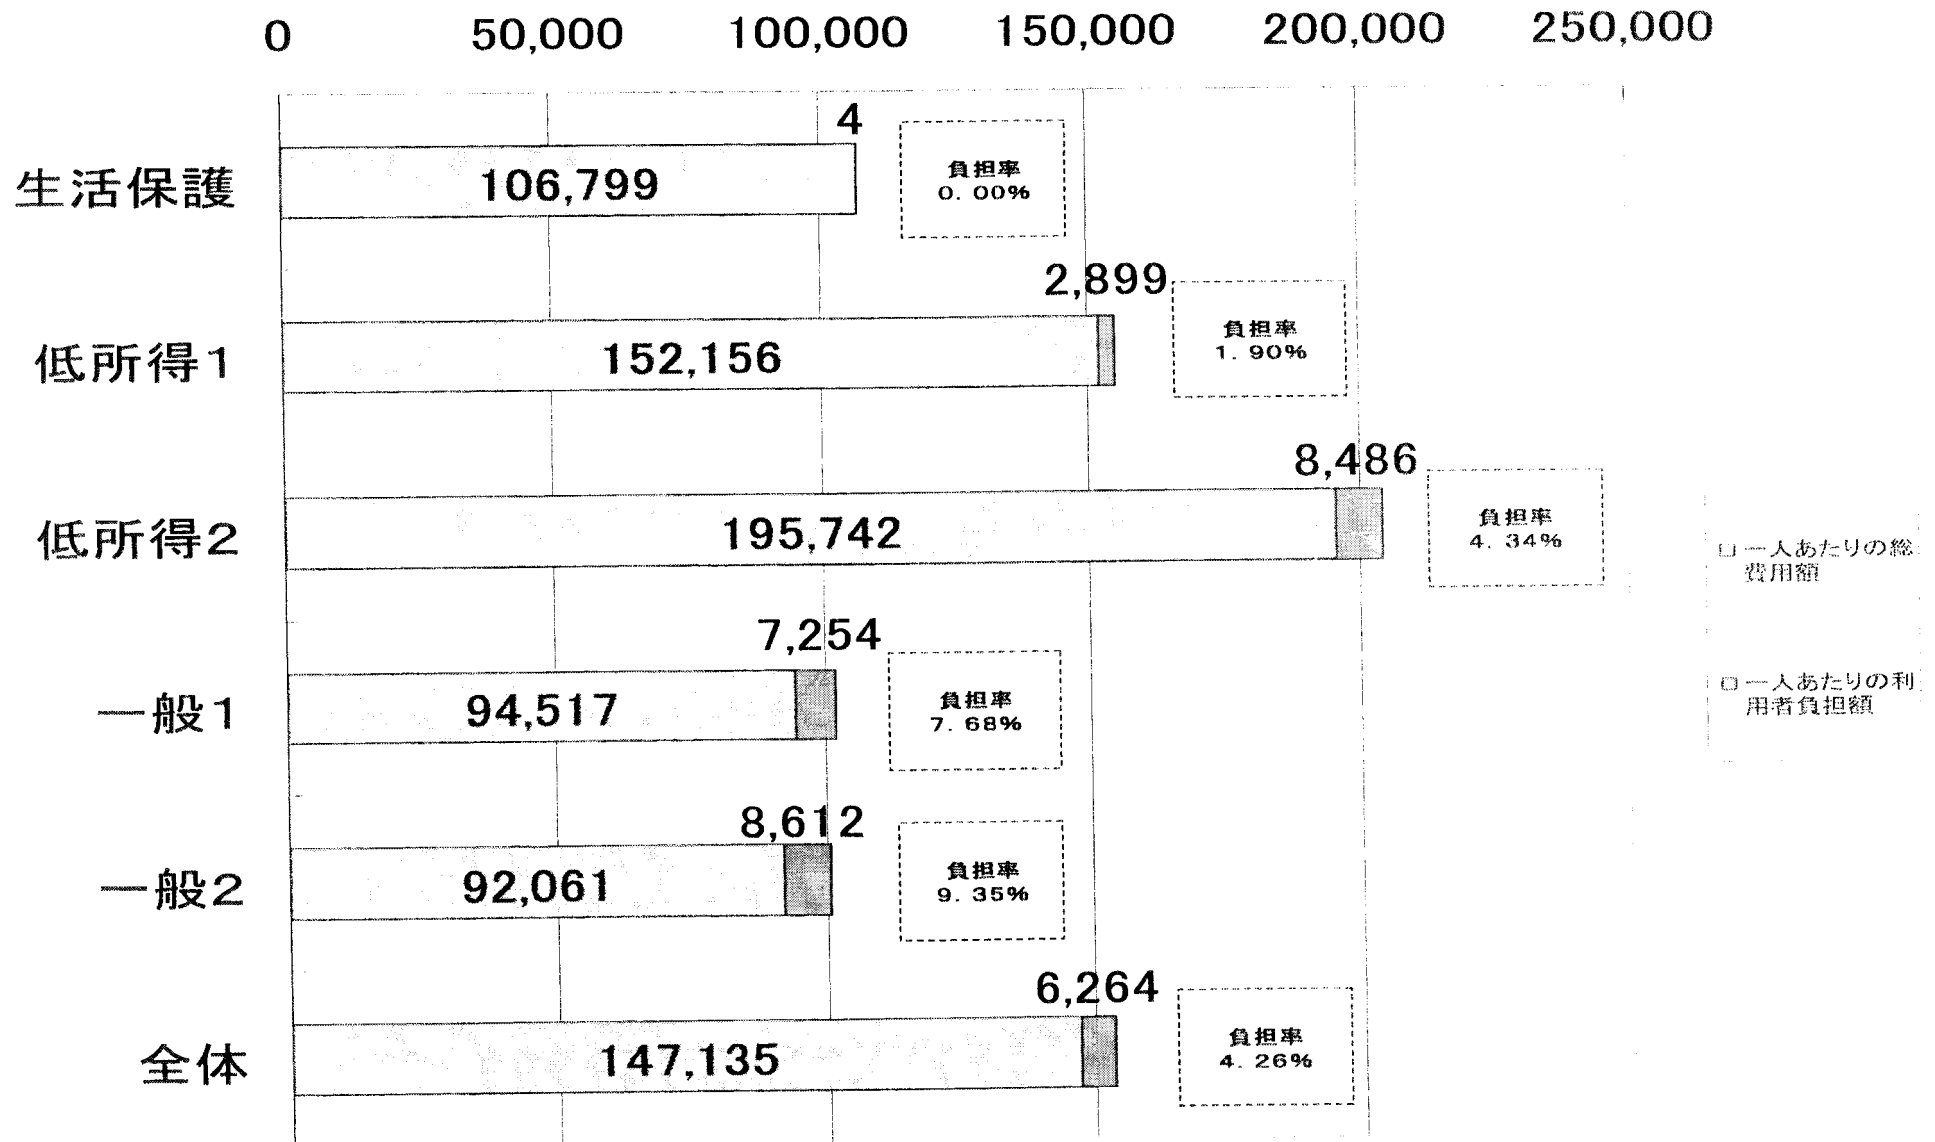 0 50,000 100,000 150,000 200,000 250,000
4
生活保護 106,799
負担率
0. 00%
2,899
低所得1 152,156
負担率
1. 90%
8,486
低所得2 195,742
負担率
4. 34%
7,254
一般1 94,517
負担率
7. 68%
8,612
一般2 92,061
負担率
9. 35%
6,264
全体 147,135
負担率
4. 26%
一人あたりの総
費用額
一人あたりの利
用者負担額